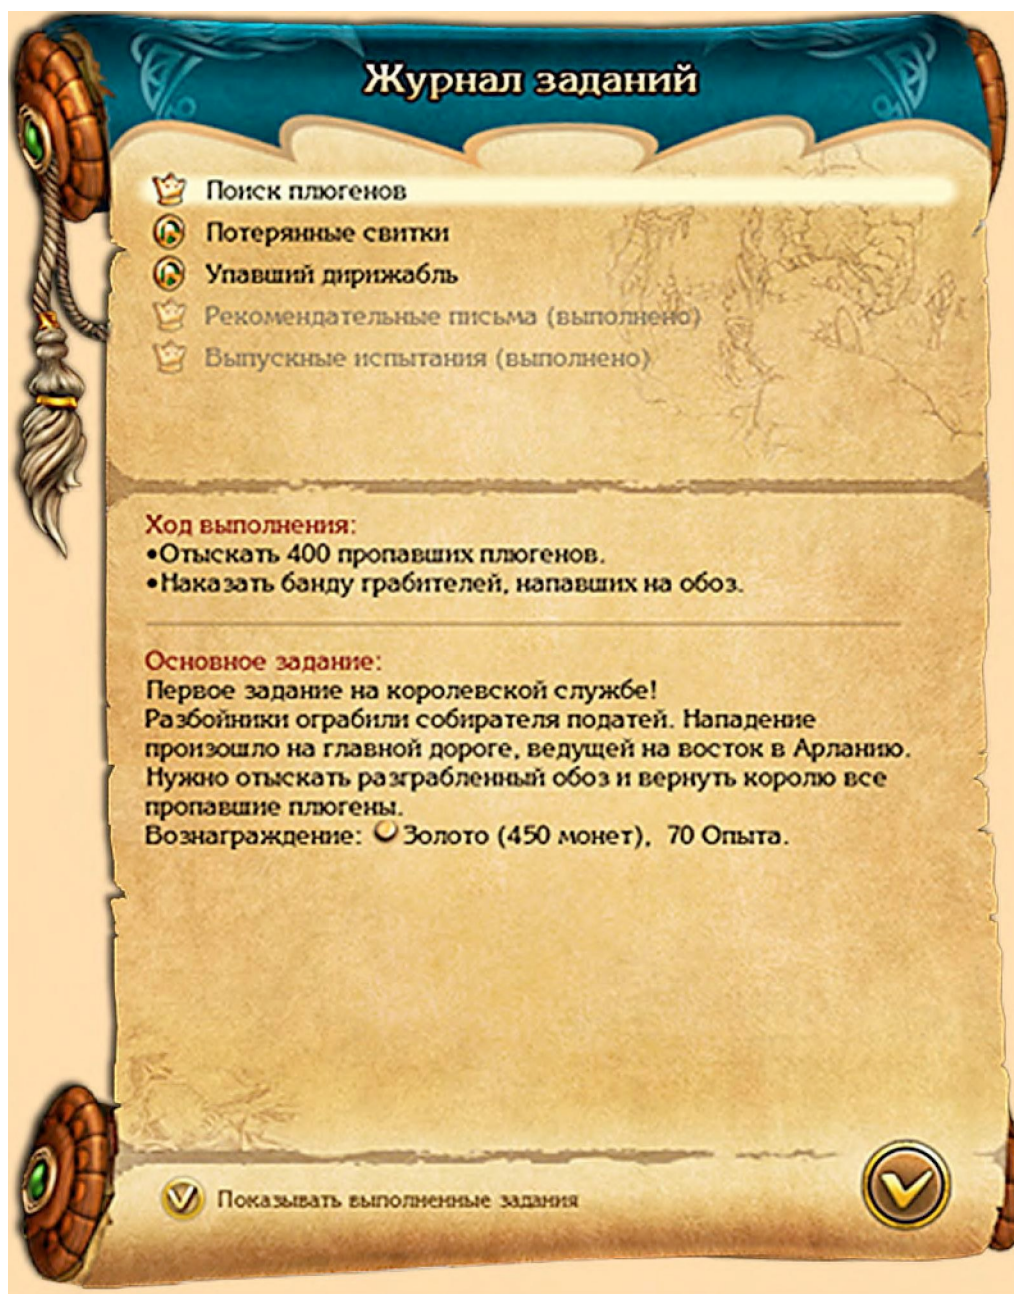 Журнал заданий
Поиск плюгенов
Потерянные свитки
Упавший дирижабль
Рекомендательные письма (выполнено)
Выпускные испытания (выполнено)
Ход выполнения:
•Отыскать 400 пропавших плюгенов.
•Наказать банду грабителей, напавших на обоз.
Основное задание:
Первое задание на королевской службе!
Разбойники ограбили собирателя податей. Нападение
произошло на главной дороге, ведущей на восток в Арланию.
Нужно отыскать разграбленный обоз и вернуть королю все
пропавшие плюгены.
Вознаграждение: Золото (450 монет), 70 Опыта.
Показывать выполненные задания